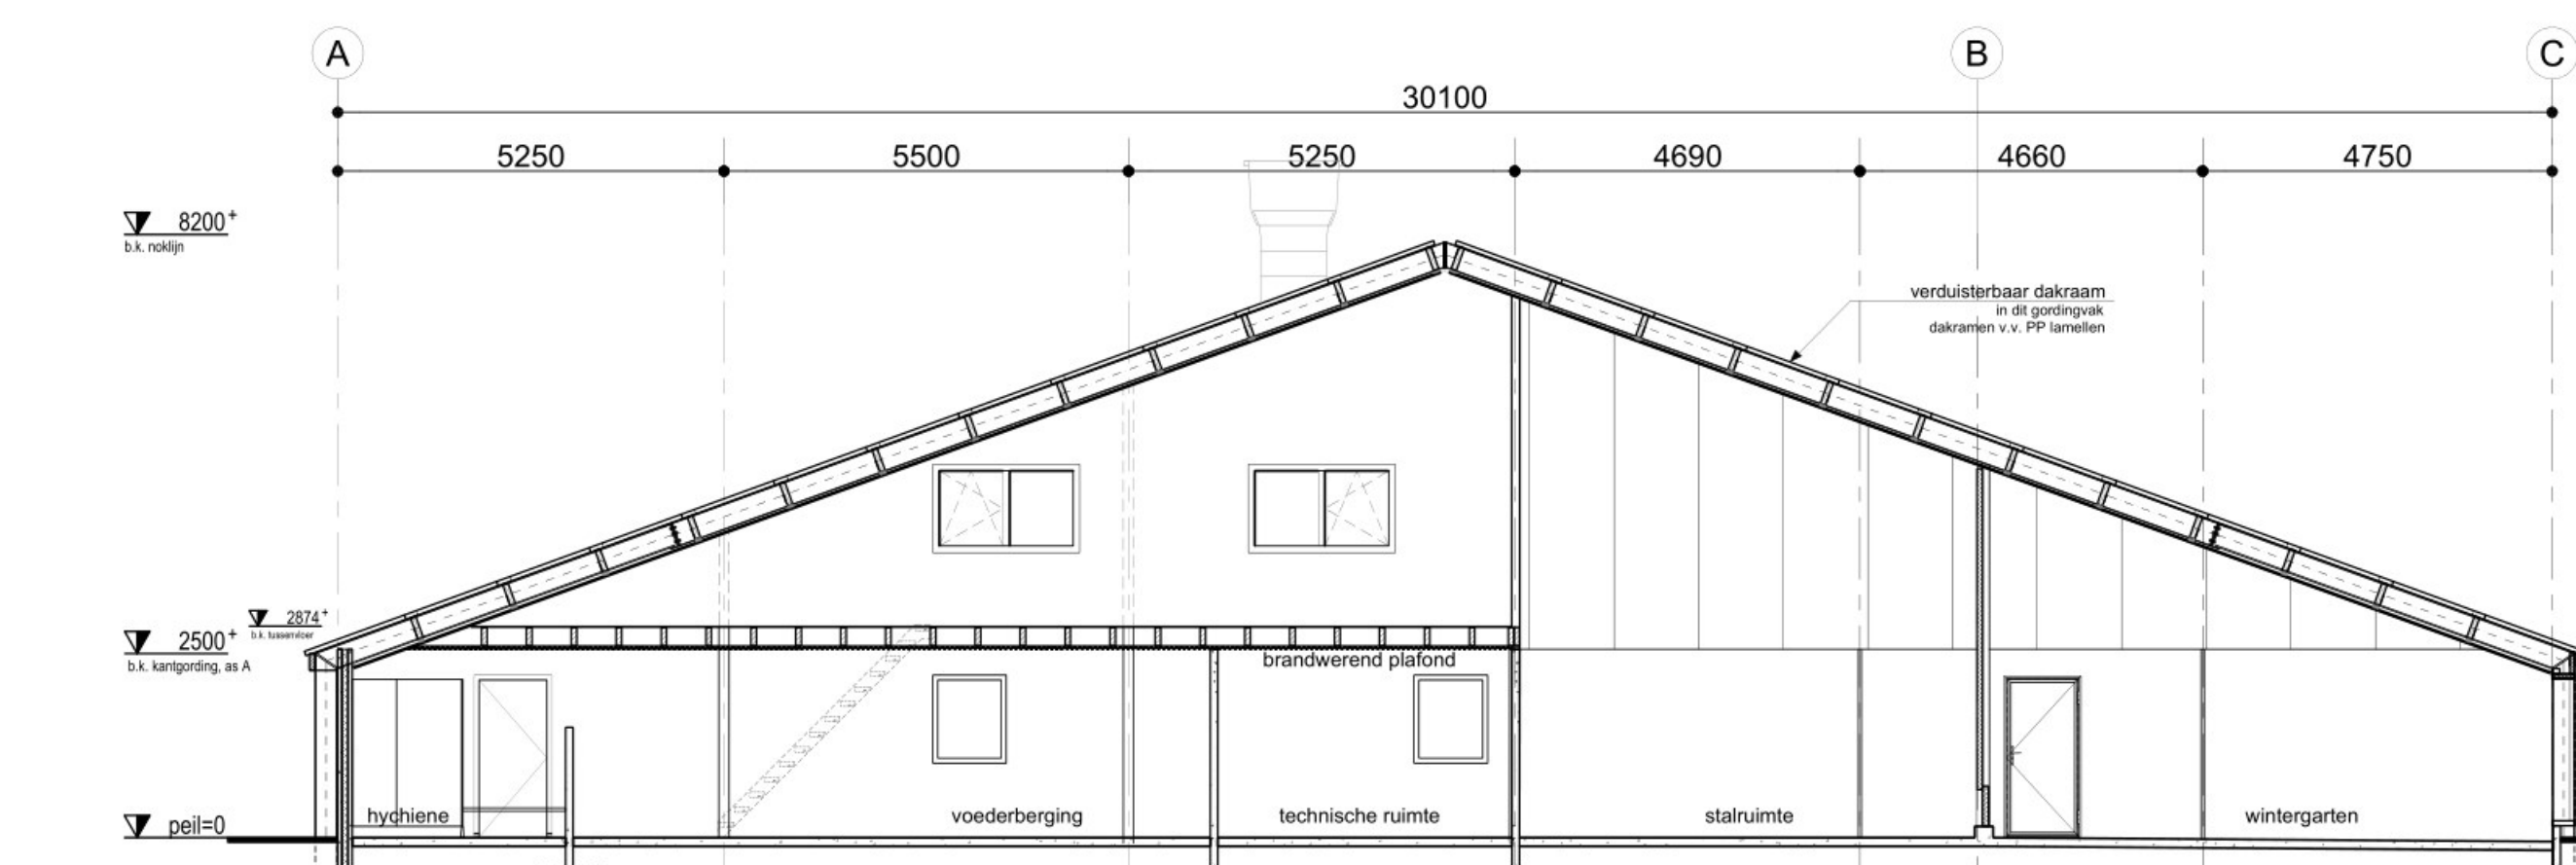 A
B
C
30100
5250
5500
5250
4690
4660
4750
8200+
b.k. noklijn
verduisterbaar dakraam
in dit gordingvak
dakramen v.v. PP lamellen
2874+
b.k. tussenvloer
2500+
b.k. kantgording, as A
brandwerend plafond
peil=0
hychiene
voederberging
technische ruimte
stalruimte
wintergarten